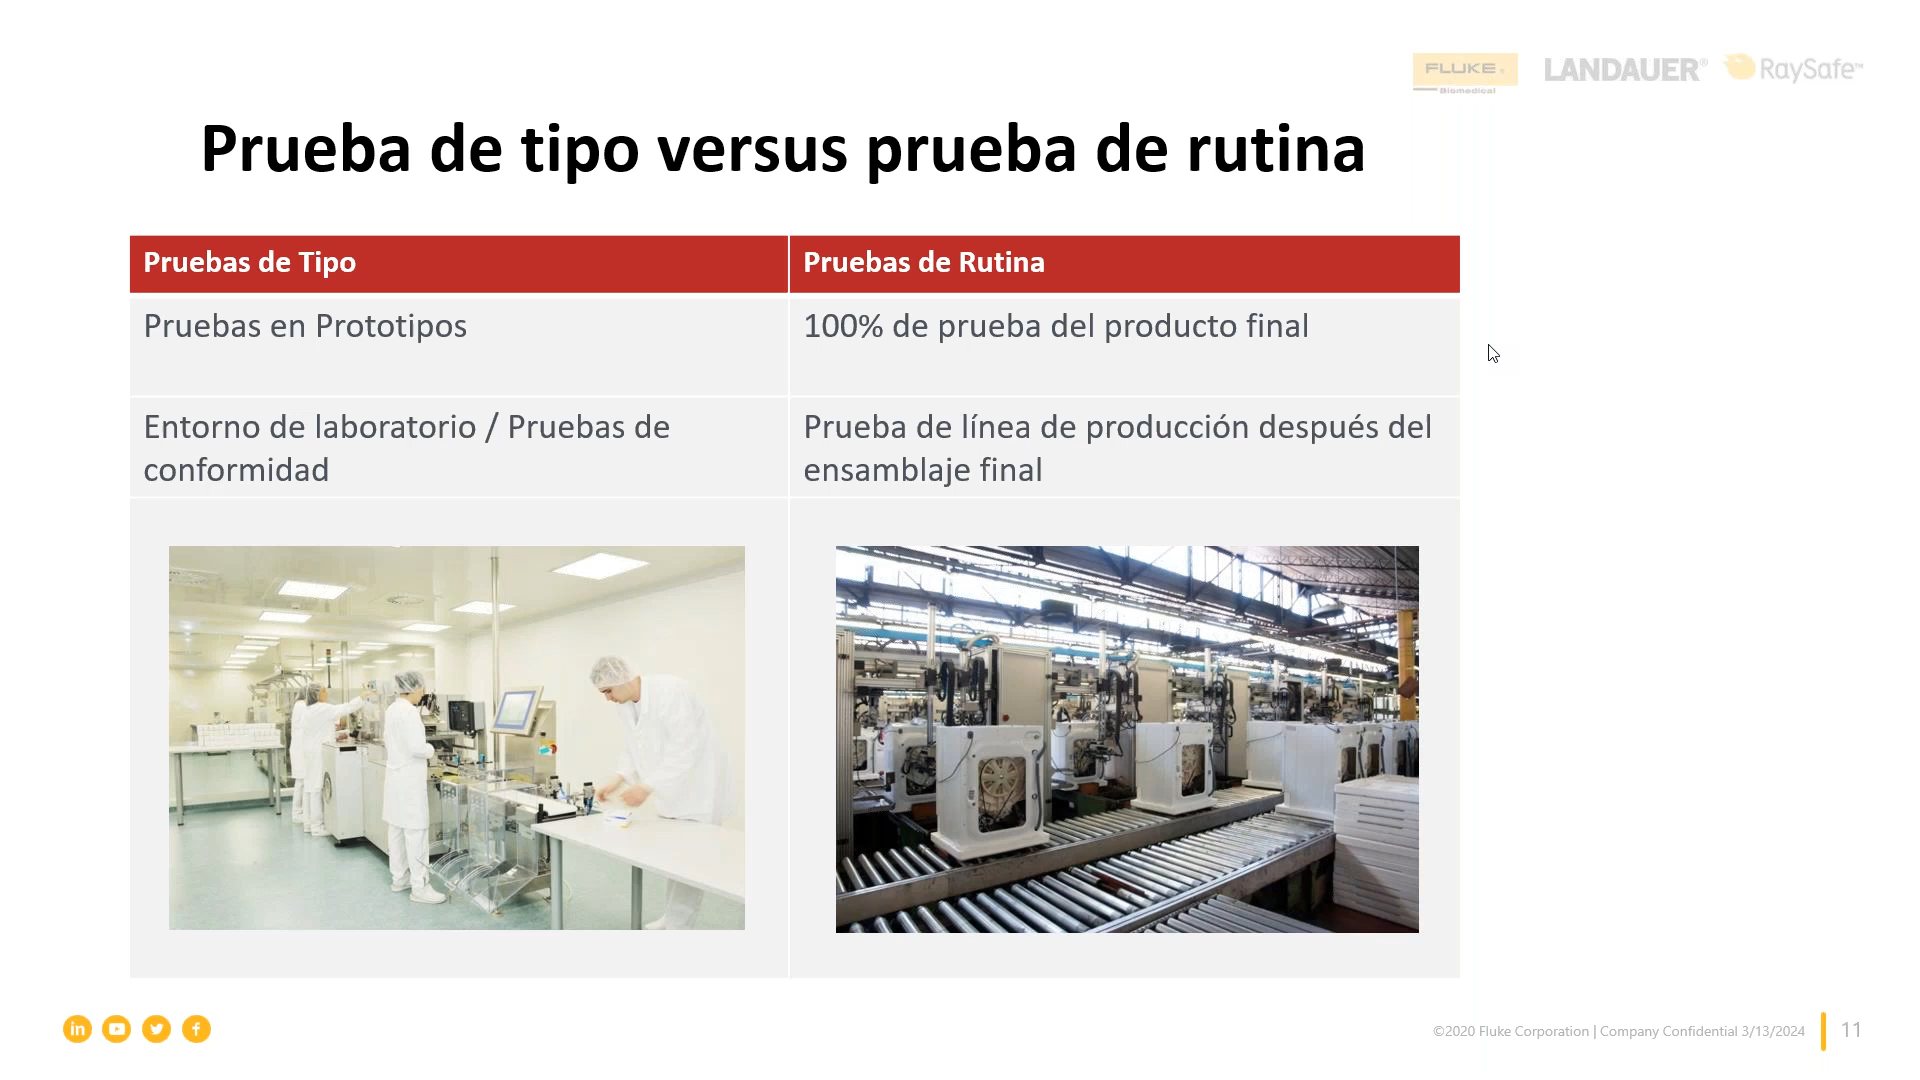 FLUKE®
Biomedical
LANDAUER®
RaySafe™
Prueba de tipo versus prueba de rutina
Pruebas de Tipo
Pruebas de Rutina
Pruebas en Prototipos
100% de prueba del producto final
Entorno de laboratorio / Pruebas de
conformidad
Prueba de línea de producción después del
ensamblaje final
©2020 Fluke Corporation | Company Confidential 3/13/2024
11